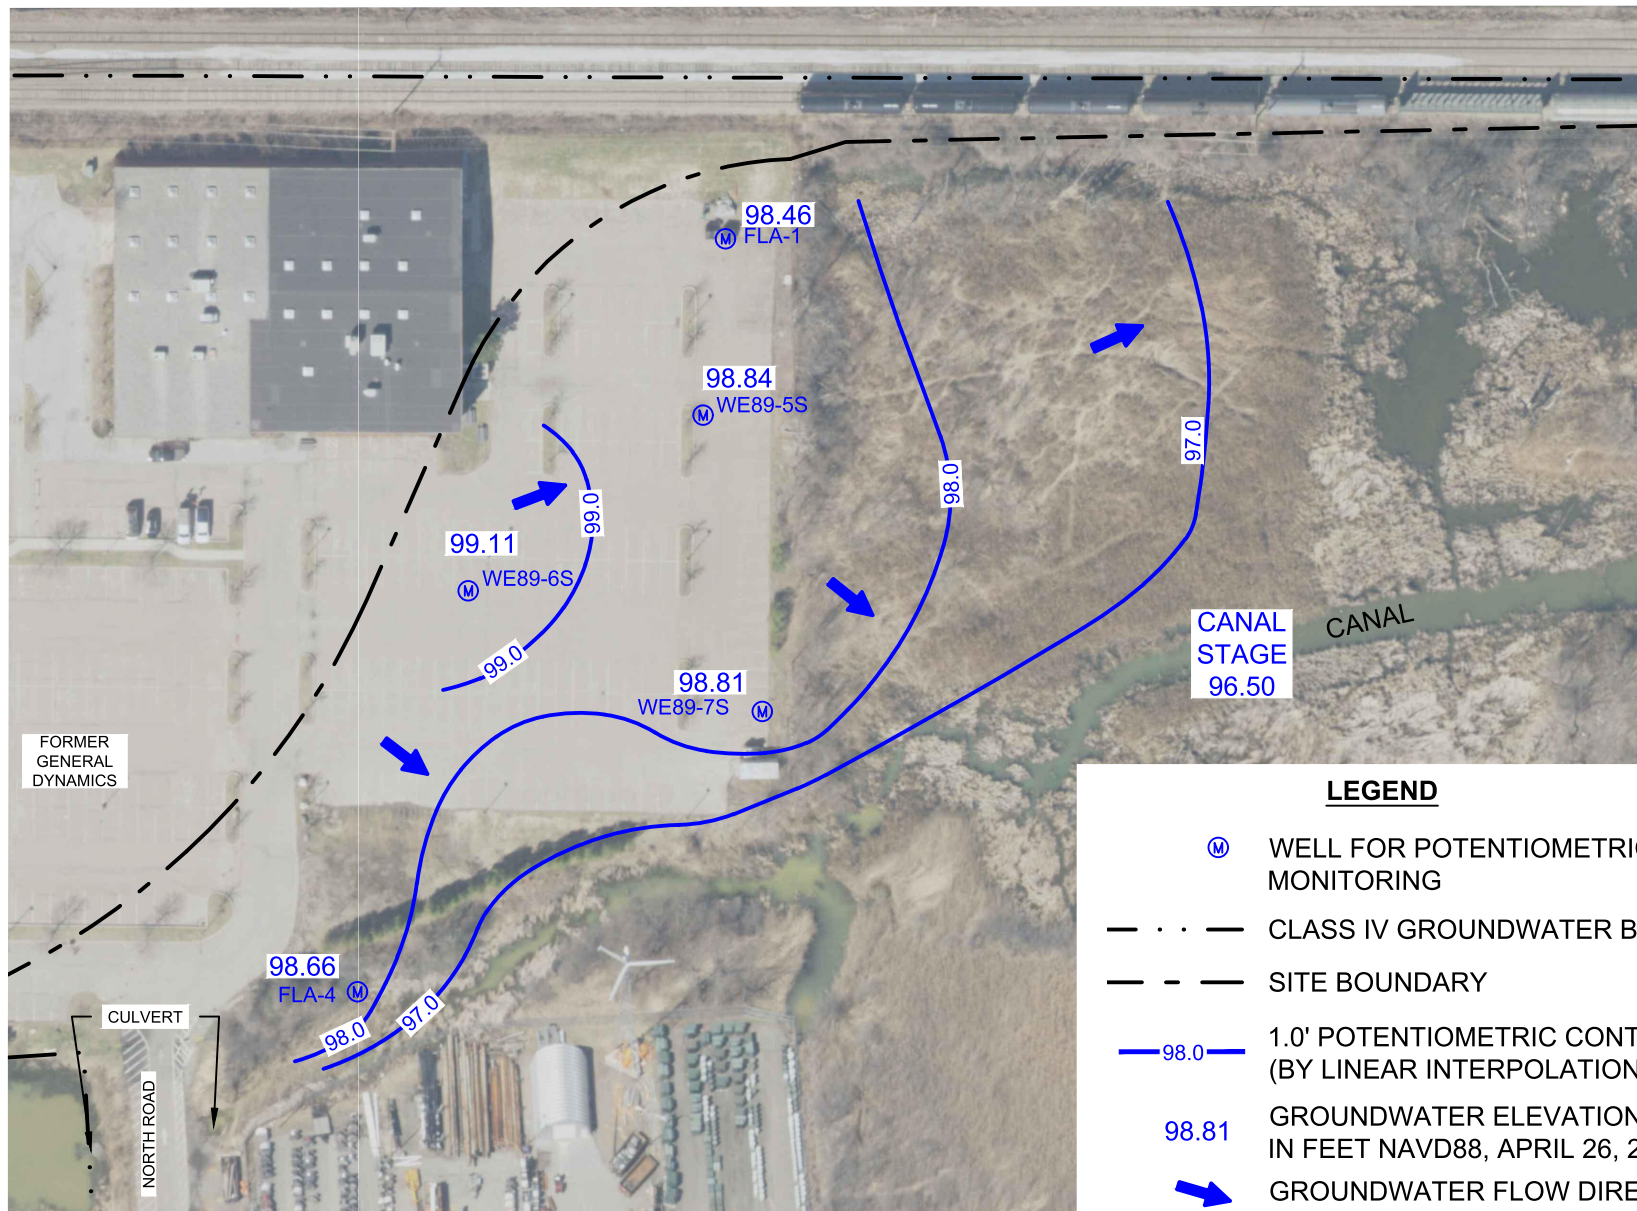 98.46
FLA-1
98.84
WE89-5S
99.0
98.0
97.0
99.11
WE89-6S
99.0
98.81
WE89-7S
CANAL
STAGE
96.50
CANAL
FORMER
GENERAL
DYNAMICS
98.66
FLA-4
98.0
97.0
CULVERT
NORTH ROAD
LEGEND
WELL FOR POTENTIOMETRIC
MONITORING
CLASS IV GROUNDWATER B
SITE BOUNDARY
98.0
1.0' POTENTIOMETRIC CONT
(BY LINEAR INTERPOLATION
98.81
GROUNDWATER ELEVATION
IN FEET NAVD88, APRIL 26, 2
GROUNDWATER FLOW DIRE